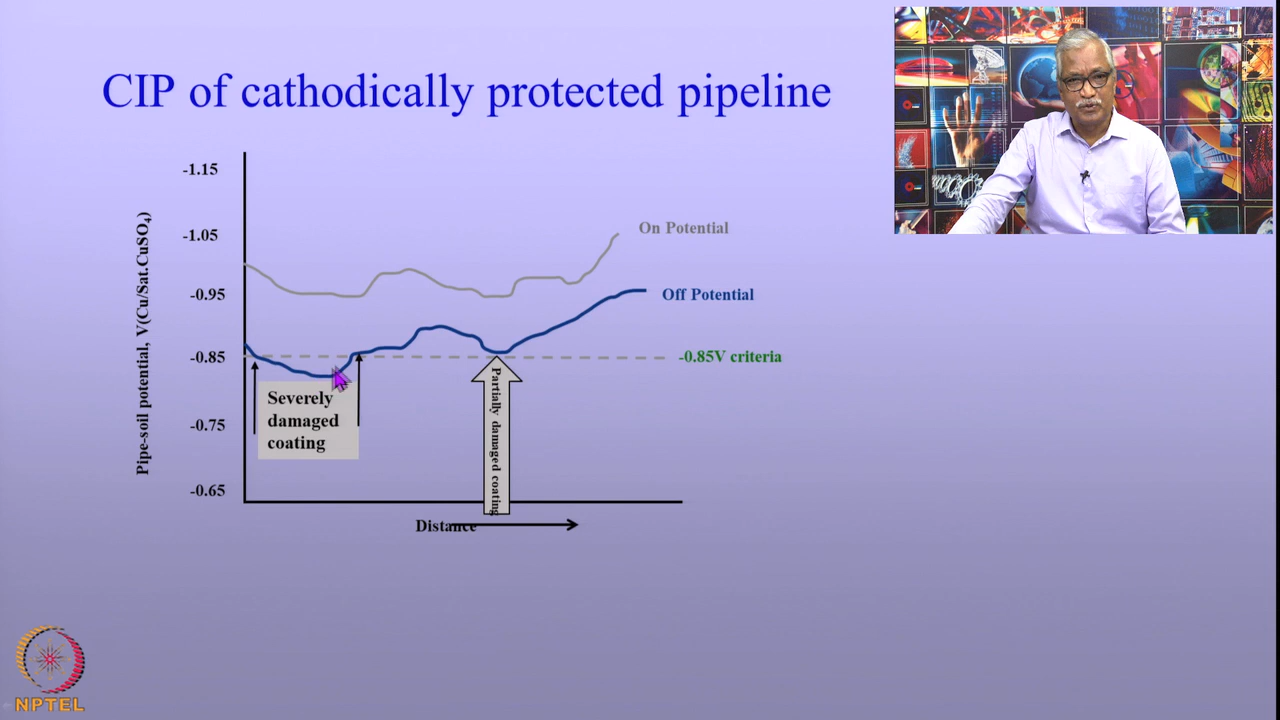 CIP of cathodically protected pipeline
Pipe-soil potential, V(Cu/Sat.CuSO₄)
-1.15
-1.05
-0.95
-0.85
-0.75
-0.65
On Potential
Off Potential
-0.85V criteria
Severely
damaged
coating
Partially damaged coating
Distance
NPTEL